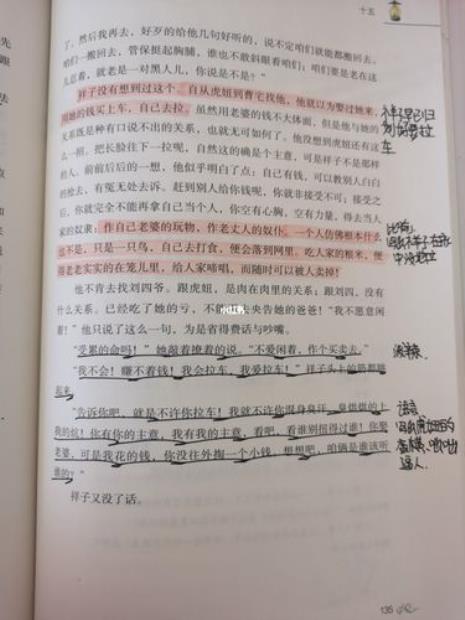 十五
了，然后我再去，好歹的给他几句好听的，说不定咱们就能都搬回去。
咱们一搬回去，管保挺起胸脯，谁也不敢斜眼看咱们；咱们要是老在这
儿忍着，就老是一对黑人儿，你说是不是？”
祥子没有想到过这个。自从虎妞到曹宅找他，他就以为娶过她来，
用她的钱买上车，自己去拉。虽然用老婆的钱不大体面，但是他与她的
关系既是种有口说不出的关系，也就无可如何了。他没想到虎妞还有这
么一招。把长脸往下一拉呢，自然这的确是个主意，可是祥子不是那样
的人。前前后后的一想，他似乎明白了点：自己有钱，可以教别人白白
的抢去，有冤无处去诉。赶到别人给你钱呢，你就非接受不可；接受之
后，你就完全不能再拿自己当个人，你空有心胸，空有力量，得去当人
家的奴隶：作自己老婆的玩物，作老丈人的奴仆。一个人仿佛根本什么
也不是，只是一只鸟，自己去打食，便会落到网里。吃人家的粮米，便
得老老实实的在笼儿里，给人家啼唱，而随时可以被人卖掉！
他不肯去找刘四爷。跟虎妞，是肉在肉里的关系；跟刘四，没有
什么关系。已经吃了她的亏，不能再去央告她的爸爸！“我不愿意闲
着！”他只说了这么一句，为是省得费话与吵嘴。
“受累的命吗！”她敲着撩着的说。“不爱闲着，作个买卖去。”
“我不会！赚不着钱！我会拉车，我爱拉车！”祥子头上的筋都跳
起来。
“告诉你吧，就是不许你拉车！我就不许你混身臭汗，臭烘烘的上
我的炕！你有你的主意，我有我的主意，看吧，看谁别扭得过谁！你娶
老婆，可是我花的钱，你没往外掏一个小钱。想想吧，咱俩是谁该听
谁的？”
祥子又没了话。
语言
逼人.
135
小红书